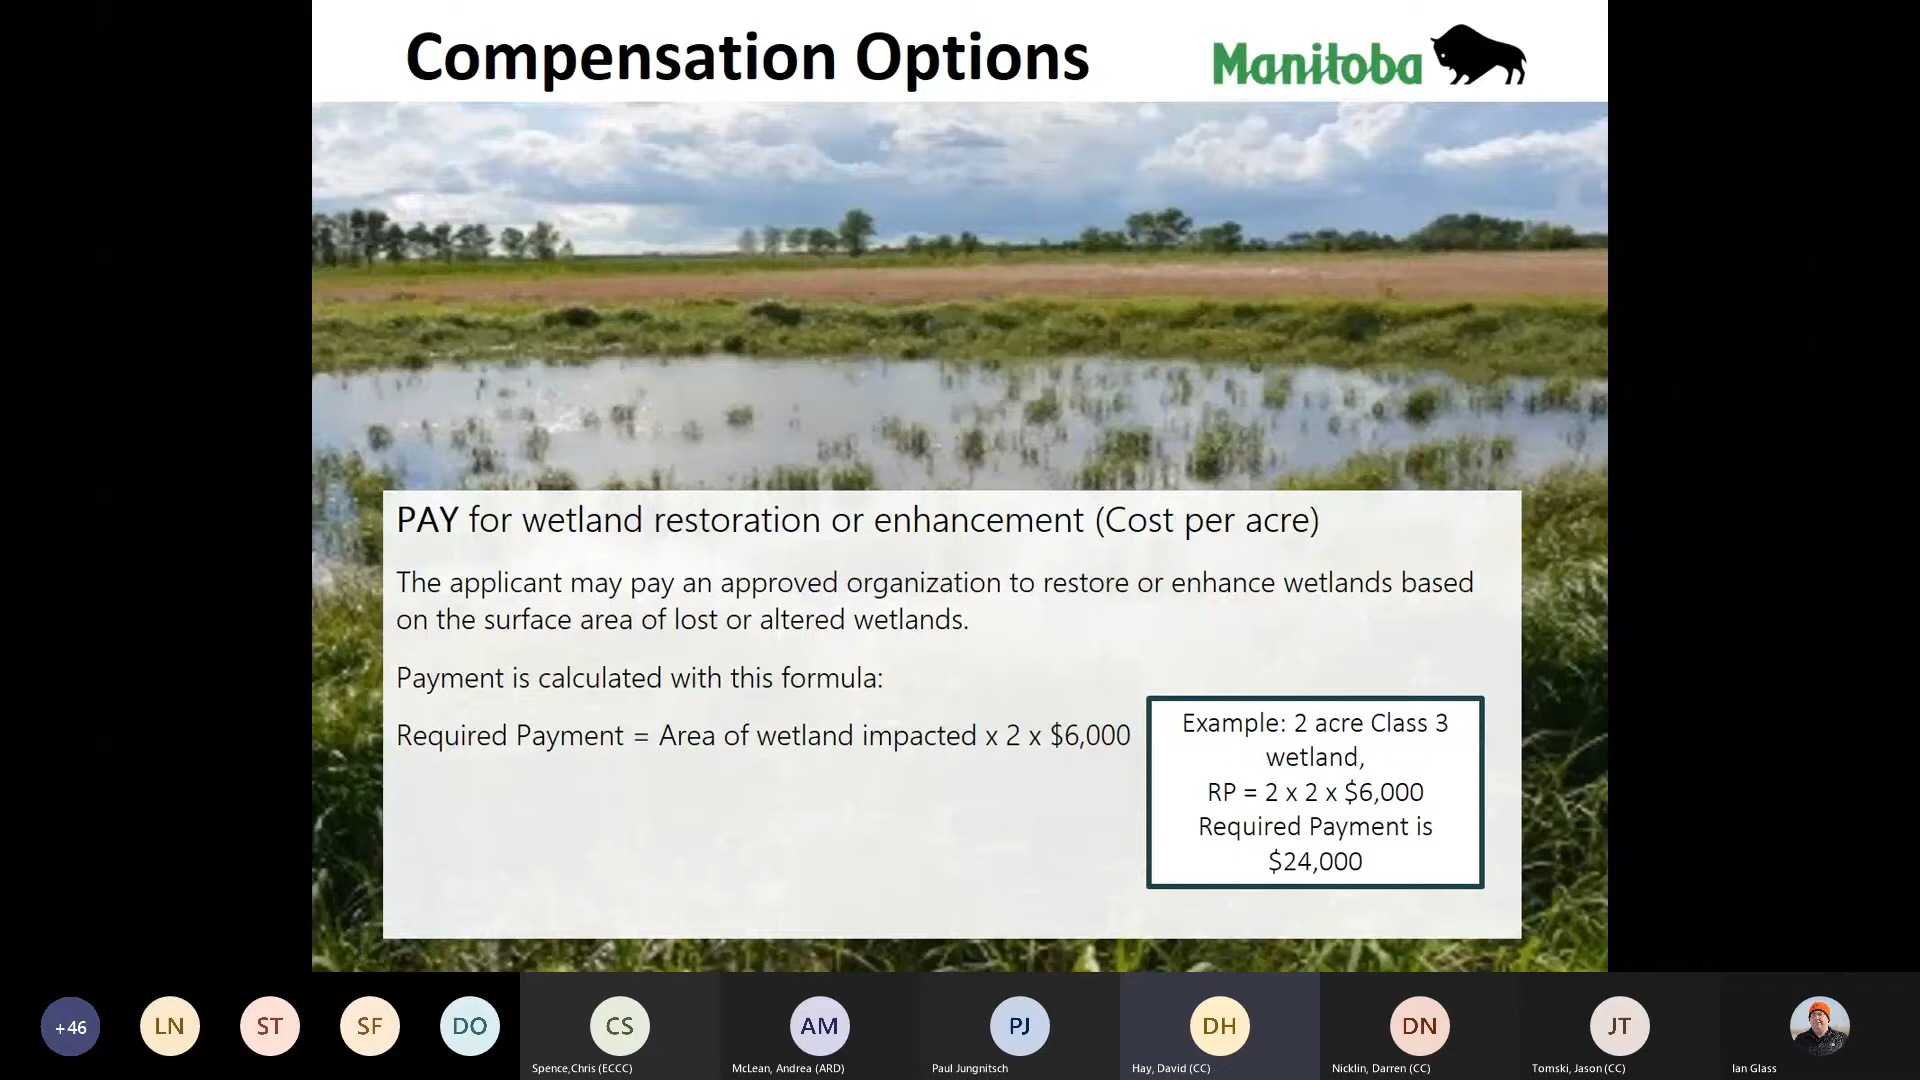 Compensation Options
Manitoba
PAY for wetland restoration or enhancement (Cost per acre)
The applicant may pay an approved organization to restore or enhance wetlands based
on the surface area of lost or altered wetlands.
Payment is calculated with this formula:
Required Payment = Area of wetland impacted x 2 x $6,000
Example: 2 acre Class 3
wetland,
RP = 2 x 2 x $6,000
Required Payment is
$24,000
+46
LN
ST
SF
DO
CS
AM
PJ
DH
DN
JT
Spence,Chris (ECCC)
McLean, Andrea (ARD)
Paul Jungnitsch
Hay, David (CC)
Nicklin, Darren (CC)
Tomski, Jason (CC)
Ian Glass